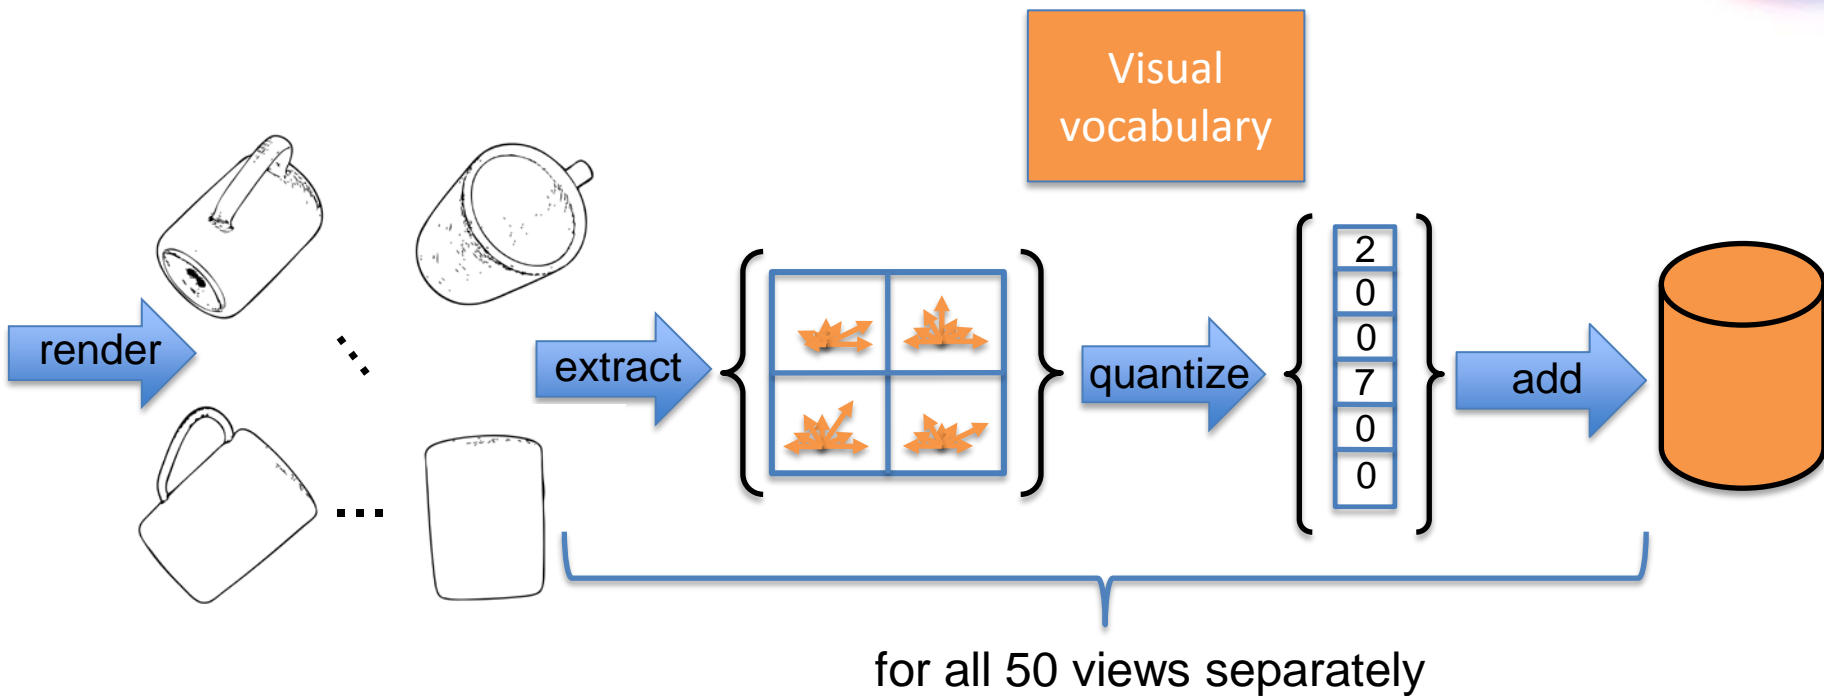 Visual
vocabulary
render
extract
quantize
2
0
0
7
0
0
add
for all 50 views separately